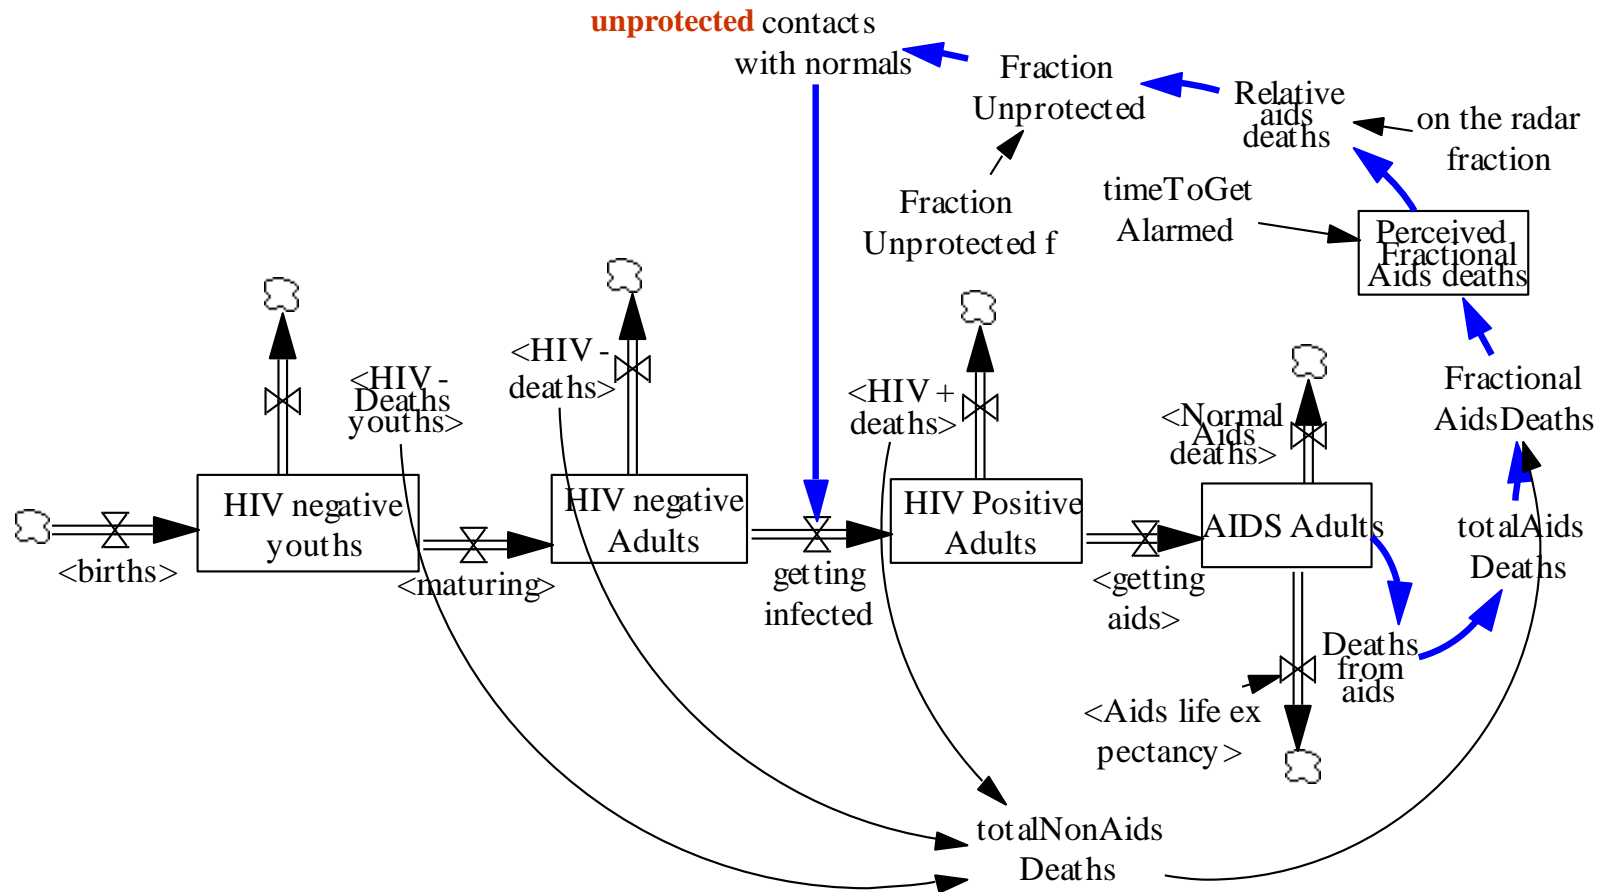 unprotected contacts
with normals
Fraction
Unprotected
Relative
aids
deaths
on the radar
fraction
Fraction
Unprotected f
timeToGet
Alarmed
Perceived
Fractional
Aids deaths
<HIV -
Deaths
youths>
<HIV -
deaths>
<HIV +
deaths>
<Normal
Aids
deaths>
Fractional
AidsDeaths
HIV negative
youths
HIV negative
Adults
HIV Positive
Adults
AIDS Adults
totalAids
Deaths
<births>
<maturing>
getting
infected
<getting
aids>
Deaths
from
aids
<Aids life ex
pectancy>
totalNonAids
Deaths